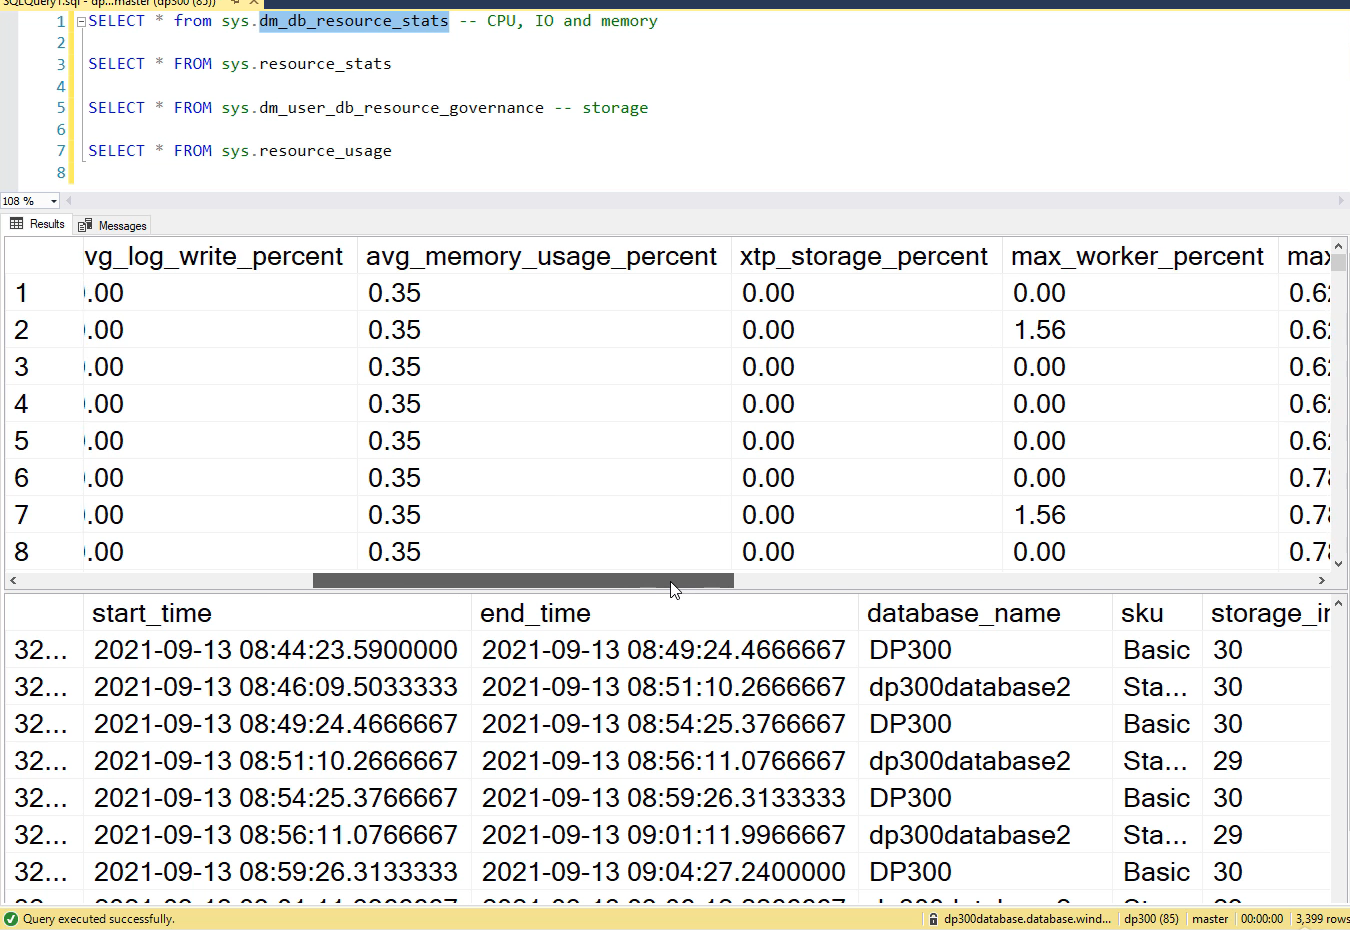 SQLQuery1.sql - dp...master (dp300 (85))
1 SELECT * from sys.dm_db_resource_stats -- CPU, IO and memory
2
3 SELECT * FROM sys.resource_stats
4
5 SELECT * FROM sys.dm_user_db_resource_governance -- storage
6
7 SELECT * FROM sys.resource_usage
8
108 %
Results Messages
vg_log_write_percent avg_memory_usage_percent xtp_storage_percent max_worker_percent max
1 .00 0.35 0.00 0.00 0.62
2 .00 0.35 0.00 1.56 0.62
3 .00 0.35 0.00 0.00 0.62
4 .00 0.35 0.00 0.00 0.62
5 .00 0.35 0.00 0.00 0.62
6 .00 0.35 0.00 0.00 0.78
7 .00 0.35 0.00 1.56 0.78
8 .00 0.35 0.00 0.00 0.78
start_time end_time database_name sku storage_in
32... 2021-09-13 08:44:23.5900000 2021-09-13 08:49:24.4666667 DP300 Basic 30
32... 2021-09-13 08:46:09.5033333 2021-09-13 08:51:10.2666667 dp300database2 Sta... 30
32... 2021-09-13 08:49:24.4666667 2021-09-13 08:54:25.3766667 DP300 Basic 30
32... 2021-09-13 08:51:10.2666667 2021-09-13 08:56:11.0766667 dp300database2 Sta... 29
32... 2021-09-13 08:54:25.3766667 2021-09-13 08:59:26.3133333 DP300 Basic 30
32... 2021-09-13 08:56:11.0766667 2021-09-13 09:01:11.9966667 dp300database2 Sta... 29
32... 2021-09-13 08:59:26.3133333 2021-09-13 09:04:27.2400000 DP300 Basic 30
Query executed successfully. dp300database.database.wind... dp300 (85) master 00:00:00 3,399 rows